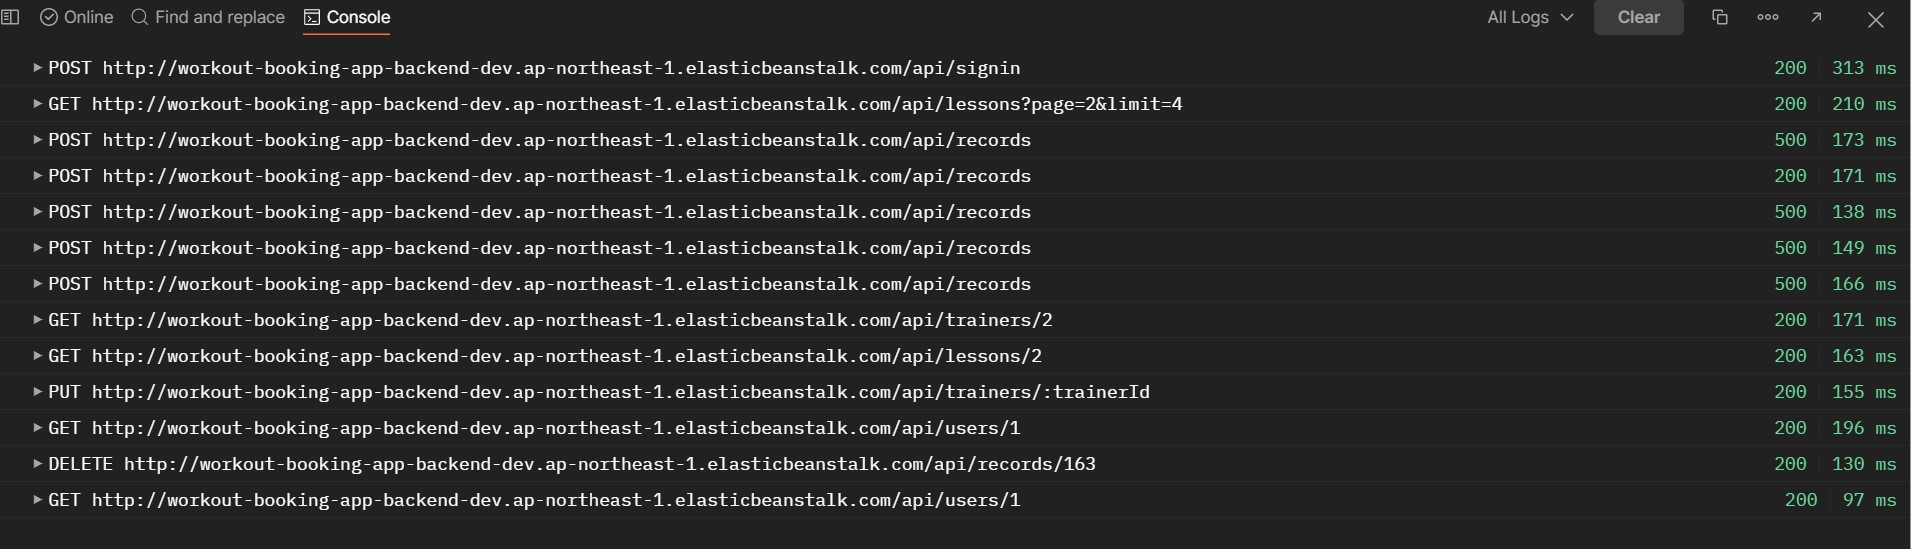 Online Find and replace Console All Logs Clear
POST http://workout-booking-app-backend-dev.ap-northeast-1.elasticbeanstalk.com/api/signin 200 313 ms
GET http://workout-booking-app-backend-dev.ap-northeast-1.elasticbeanstalk.com/api/lessons?page=2&limit=4 200 210 ms
POST http://workout-booking-app-backend-dev.ap-northeast-1.elasticbeanstalk.com/api/records 500 173 ms
POST http://workout-booking-app-backend-dev.ap-northeast-1.elasticbeanstalk.com/api/records 200 171 ms
POST http://workout-booking-app-backend-dev.ap-northeast-1.elasticbeanstalk.com/api/records 500 138 ms
POST http://workout-booking-app-backend-dev.ap-northeast-1.elasticbeanstalk.com/api/records 500 149 ms
POST http://workout-booking-app-backend-dev.ap-northeast-1.elasticbeanstalk.com/api/records 500 166 ms
GET http://workout-booking-app-backend-dev.ap-northeast-1.elasticbeanstalk.com/api/trainers/2 200 171 ms
GET http://workout-booking-app-backend-dev.ap-northeast-1.elasticbeanstalk.com/api/lessons/2 200 163 ms
PUT http://workout-booking-app-backend-dev.ap-northeast-1.elasticbeanstalk.com/api/trainers/:trainerId 200 155 ms
GET http://workout-booking-app-backend-dev.ap-northeast-1.elasticbeanstalk.com/api/users/1 200 196 ms
DELETE http://workout-booking-app-backend-dev.ap-northeast-1.elasticbeanstalk.com/api/records/163 200 130 ms
GET http://workout-booking-app-backend-dev.ap-northeast-1.elasticbeanstalk.com/api/users/1 200 97 ms